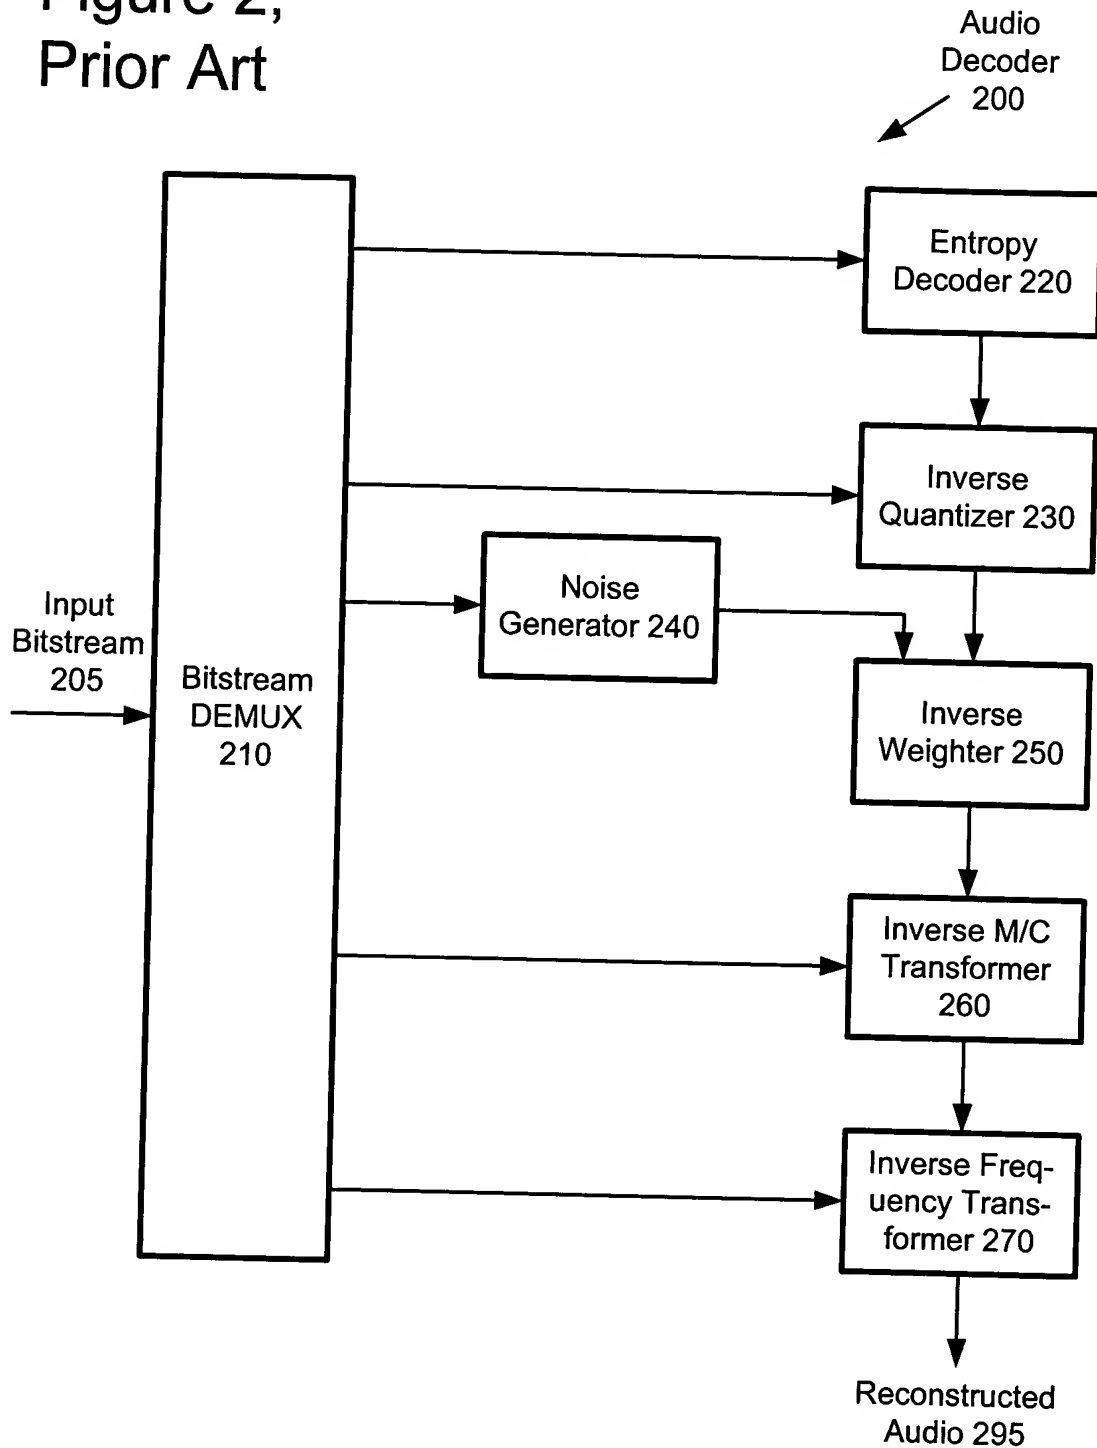 Figure 2,
Prior Art
Audio
Decoder
200
Entropy
Decoder 220
Inverse
Quantizer 230
Noise
Generator 240
Input
Bitstream
205
Bitstream
DEMUX
210
Inverse
Weighter 250
Inverse M/C
Transformer
260
Inverse Freq-
uency Trans-
former 270
Reconstructed
Audio 295